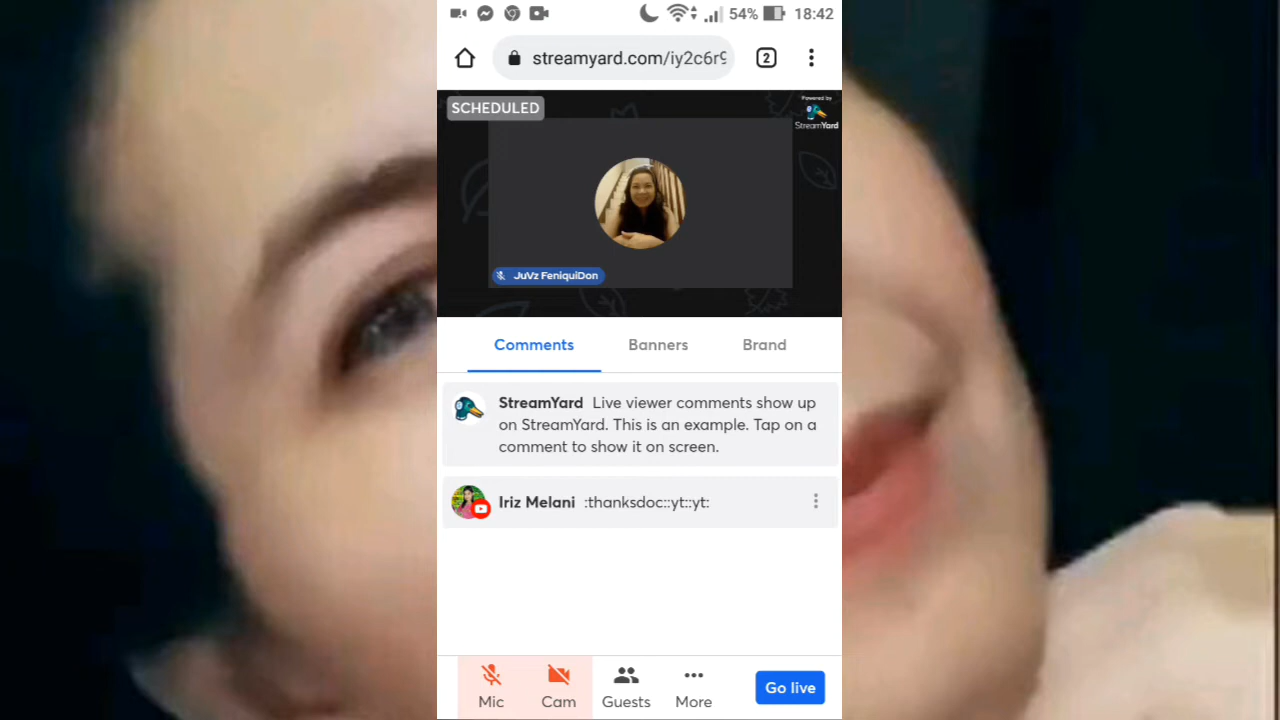 54% 18:42
streamyard.com/iy2c6r9
2
SCHEDULED
Powered by
StreamYard
JuVz FeniquiDon
Comments Banners Brand
StreamYard Live viewer comments show up
on StreamYard. This is an example. Tap on a
comment to show it on screen.
Iriz Melani :thanksdoc::yt::yt:
Mic Cam Guests More Go live